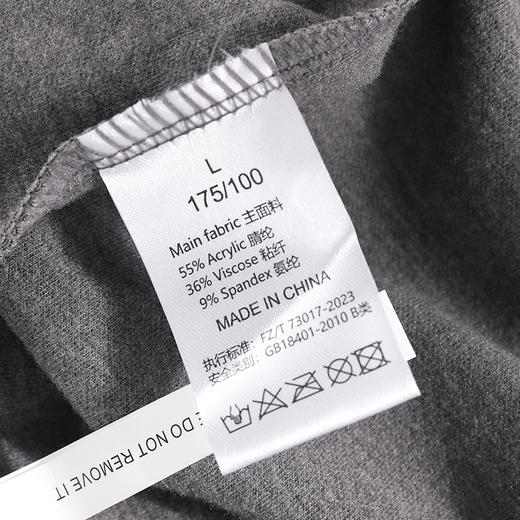 L
175/100
Main fabric 主面料
55% Acrylic 腈纶
36% Viscose 粘纤
9% Spandex 氨纶
MADE IN CHINA
执行标准: FZ/T 73017-2023
安全类别: GB18401-2010 B类
DO NOT REMOVE IT